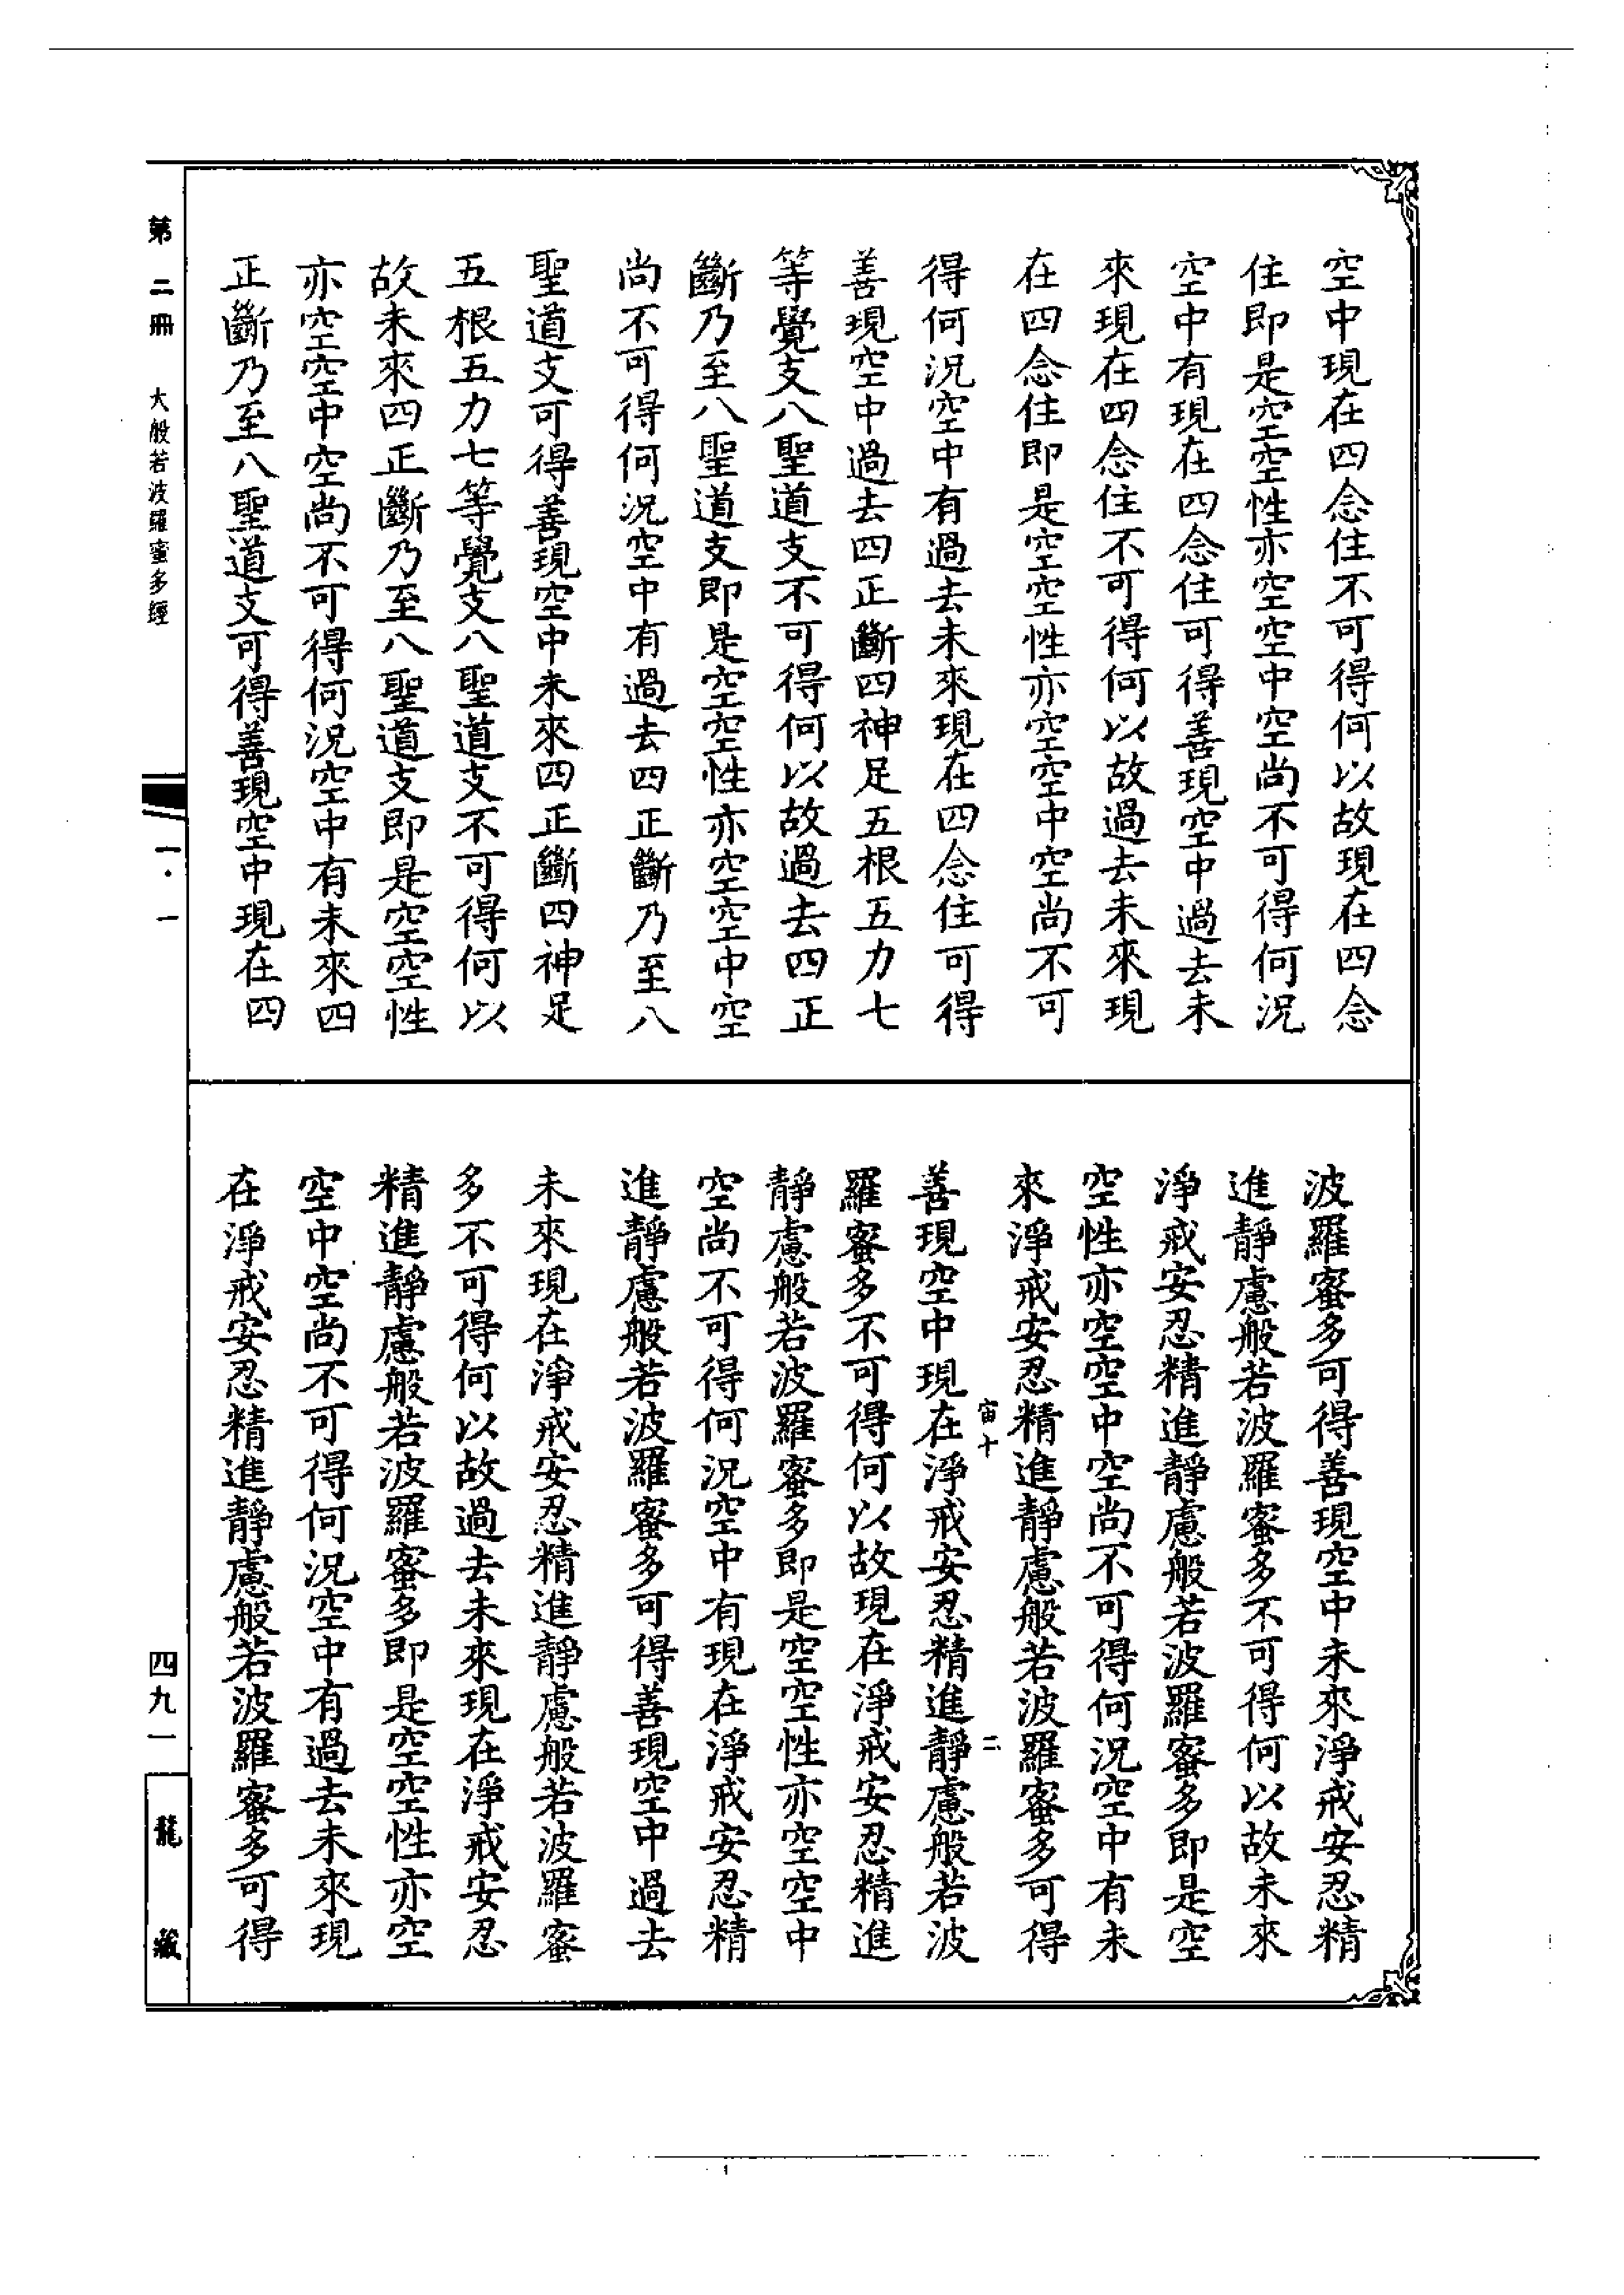 波羅蜜多可得善現空中未來淨戒安忍精
進靜慮般若波羅蜜多不可得何以故未來
淨戒安忍精進靜慮般若波羅蜜多即是空
空性亦空空中空尚不可得何況空中有未
來淨戒安忍精進靜慮般若波羅蜜多可得
宙十 二
善現空中現在淨戒安忍精進靜慮般若波
羅蜜多不可得何以故現在淨戒安忍精進
靜慮般若波羅蜜多即是空空性亦空空中
空尚不可得何況空中有現在淨戒安忍精
進靜慮般若波羅蜜多可得善現空中過去
未來現在淨戒安忍精進靜慮般若波羅蜜
多不可得何以故過去未來現在淨戒安忍
精進靜慮般若波羅蜜多即是空空性亦空
空中空尚不可得何況空中有過去未來現
在淨戒安忍精進靜慮般若波羅蜜多可得
空中現在四念住不可得何以故現在四念
住即是空空性亦空空中空尚不可得何況
空中有現在四念住可得善現空中過去未
來現在四念住不可得何以故過去未來現
在四念住即是空空性亦空空中空尚不可
得何況空中有過去未來現在四念住可得
善現空中過去四正斷四神足五根五力七
等覺支八聖道支不可得何以故過去四正
斷乃至八聖道支即是空空性亦空空中空
尚不可得何況空中有過去四正斷乃至八
聖道支可得善現空中未來四正斷四神足
五根五力七等覺支八聖道支不可得何以
故未來四正斷乃至八聖道支即是空空性
亦空空中空尚不可得何況空中有未來四
正斷乃至八聖道支可得善現空中現在四
第二冊 大般若波羅蜜多經 一·一 四九一 龍藏